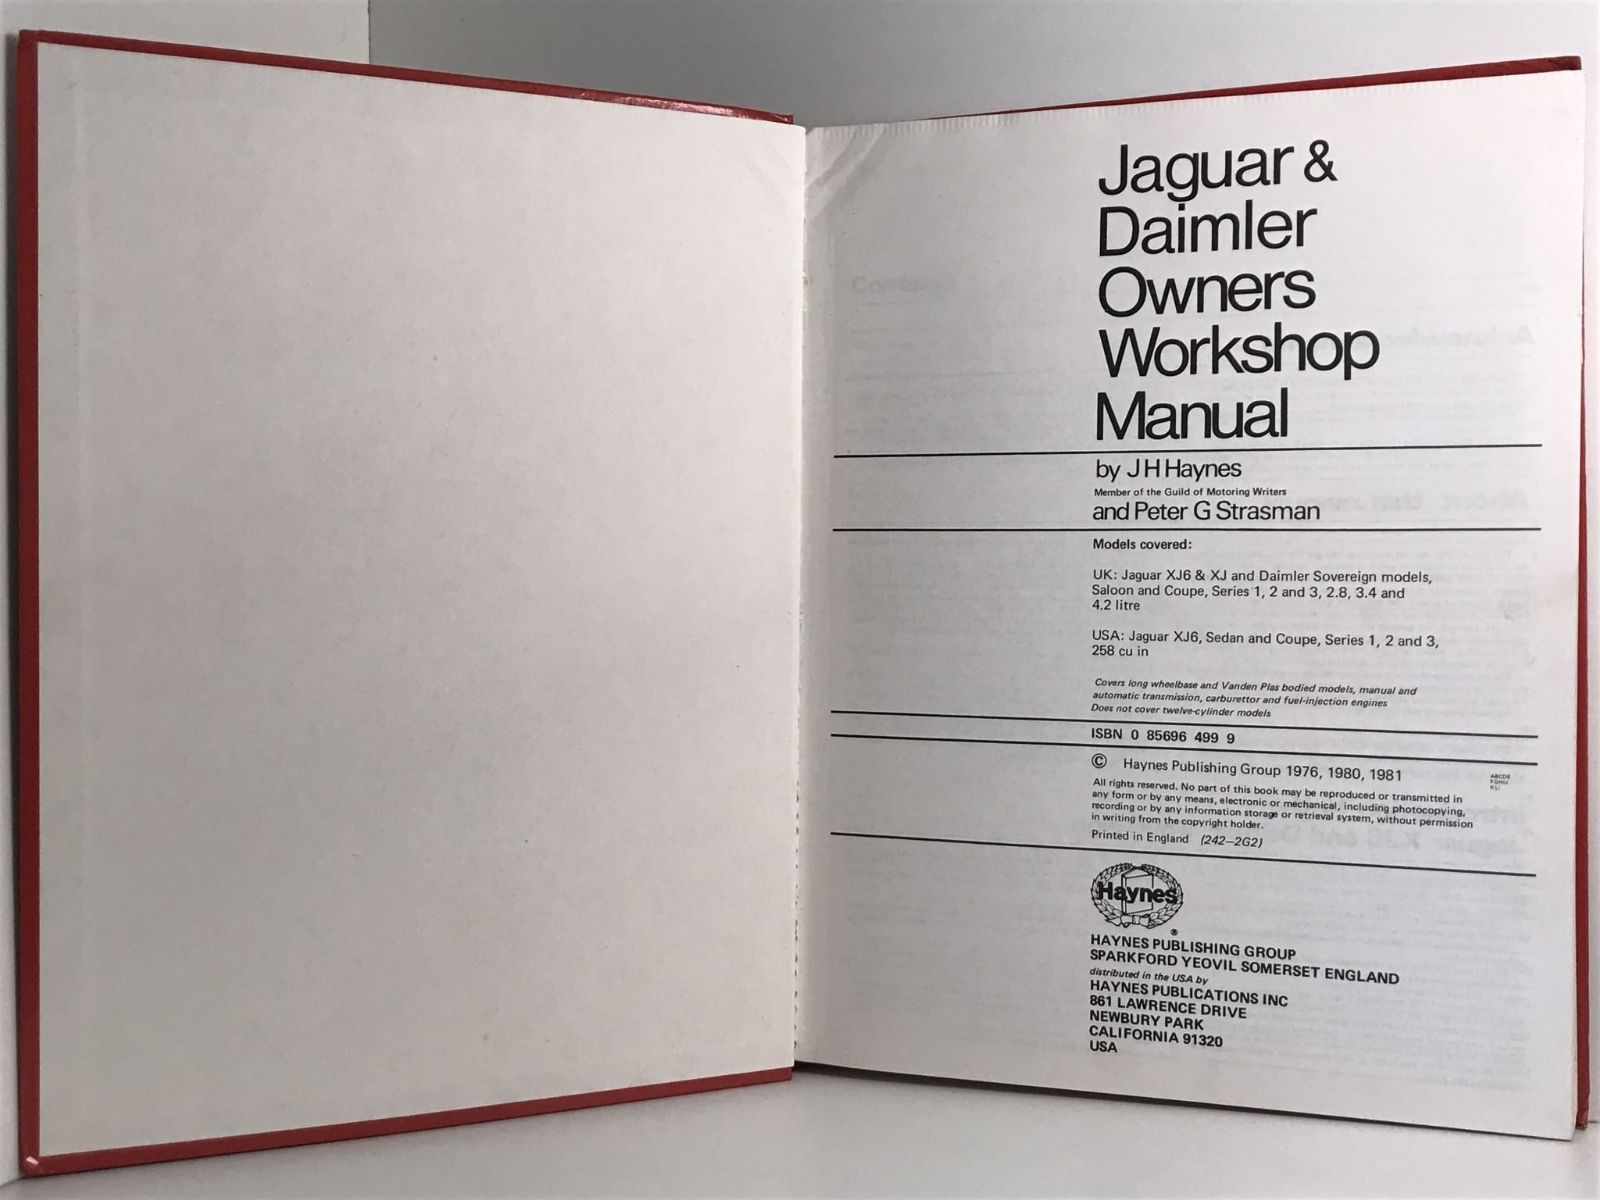 Jaguar &
Daimler
Owners
Workshop
Manual
by J H Haynes
Member of the Guild of Motoring Writers
and Peter G Strasman
Models covered:
UK: Jaguar XJ6 & XJ and Daimler Sovereign models,
Saloon and Coupe, Series 1, 2 and 3, 2.8, 3.4 and
4.2 litre
USA: Jaguar XJ6, Sedan and Coupe, Series 1, 2 and 3,
258 cu in
Covers long wheelbase and Vanden Plas bodied models, manual and
automatic transmission, carburettor and fuel-injection engines
Does not cover twelve-cylinder models
ISBN 0 85696 499 9
© Haynes Publishing Group 1976, 1980, 1981
ABCDE
FGHIJ
KL
All rights reserved. No part of this book may be reproduced or transmitted in
any form or by any means, electronic or mechanical, including photocopying,
recording or by any information storage or retrieval system, without permission
in writing from the copyright holder.
Printed in England (242—2G2)
Haynes
®
HAYNES PUBLISHING GROUP
SPARKFORD YEOVIL SOMERSET ENGLAND
distributed in the USA by
HAYNES PUBLICATIONS INC
861 LAWRENCE DRIVE
NEWBURY PARK
CALIFORNIA 91320
USA